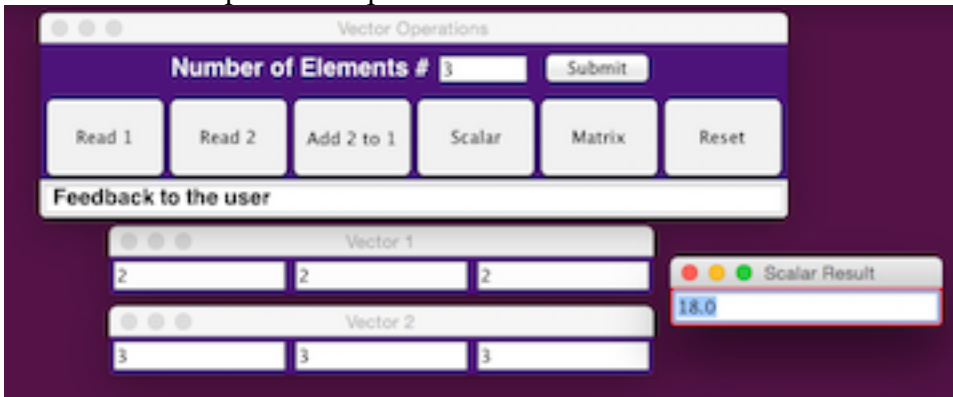 Vector Operations
Number of Elements # 3 Submit
Read 1 Read 2 Add 2 to 1 Scalar Matrix Reset
Feedback to the user
Vector 1
2 2 2
Scalar Result
18.0
Vector 2
3 3 3